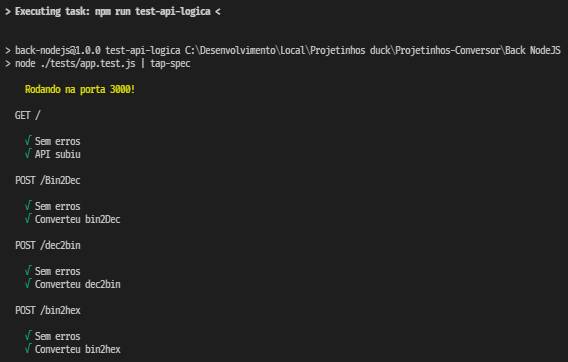 > Executing task: npm run test-api-logica <
> back-nodejs@1.0.0 test-api-logica C:\Desenvolvimento\Local\Projetinhos duck\Projetinhos-Conversor\Back NodeJS
> node ./tests/app.test.js | tap-spec
Rodando na porta 3000!
GET /
√ Sem erros
√ API subiu
POST /Bin2Dec
√ Sem erros
√ Converteu bin2Dec
POST /dec2bin
√ Sem erros
√ Converteu dec2bin
POST /bin2hex
√ Sem erros
√ Converteu bin2hex